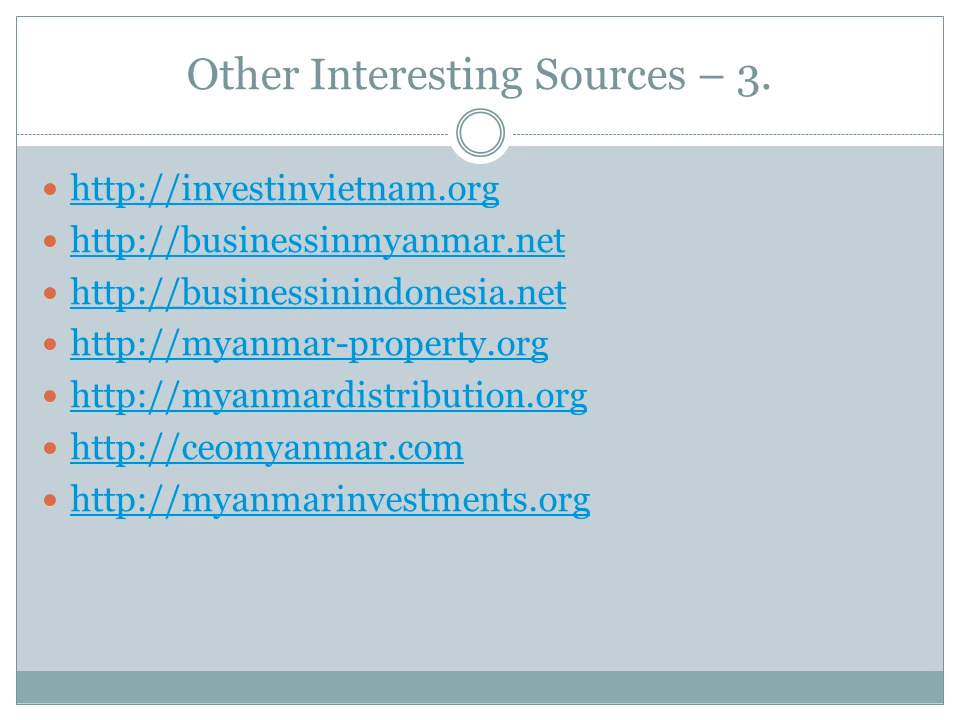 Other Interesting Sources – 3.
http://investinvietnam.org
http://businessinmyanmar.net
http://businessinindonesia.net
http://myanmar-property.org
http://myanmardistribution.org
http://ceomyanmar.com
http://myanmarinvestments.org